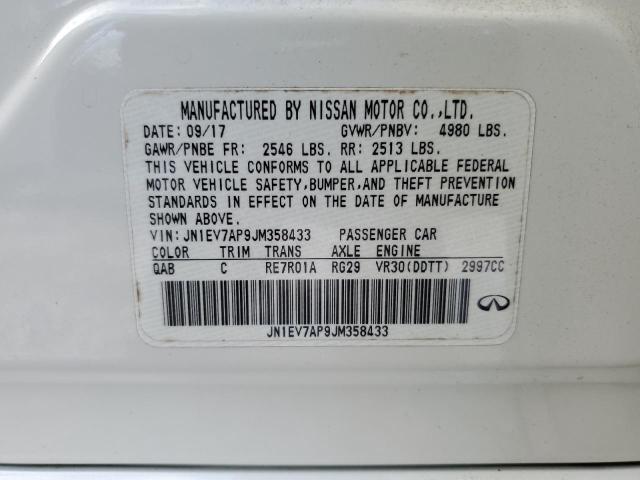 MANUFACTURED BY NISSAN MOTOR CO.,LTD.
DATE: 09/17 GVWR/PNBV: 4980 LBS.
GAWR/PNBE FR: 2546 LBS. RR: 2513 LBS.
THIS VEHICLE CONFORMS TO ALL APPLICABLE FEDERAL
MOTOR VEHICLE SAFETY,BUMPER,AND THEFT PREVENTION
STANDARDS IN EFFECT ON THE DATE OF MANUFACTURE
SHOWN ABOVE.
VIN:JN1EV7AP9JM358433 PASSENGER CAR
COLOR TRIM TRANS AXLE ENGINE
QAB C RE7R01A RG29 VR30(DDTT) 2997CC
JN1EV7AP9JM358433